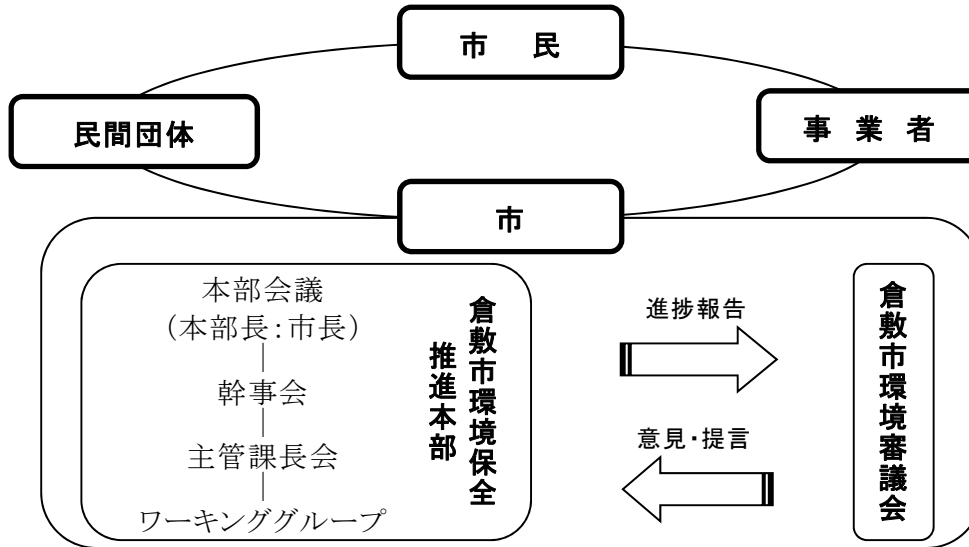 市 民
民間団体
事 業 者
市
本部会議
（本部長：市長）
幹事会
主管課長会
ワーキンググループ
倉敷市環境保全
推進本部
進捗報告
意見・提言
倉敷市環境審議会